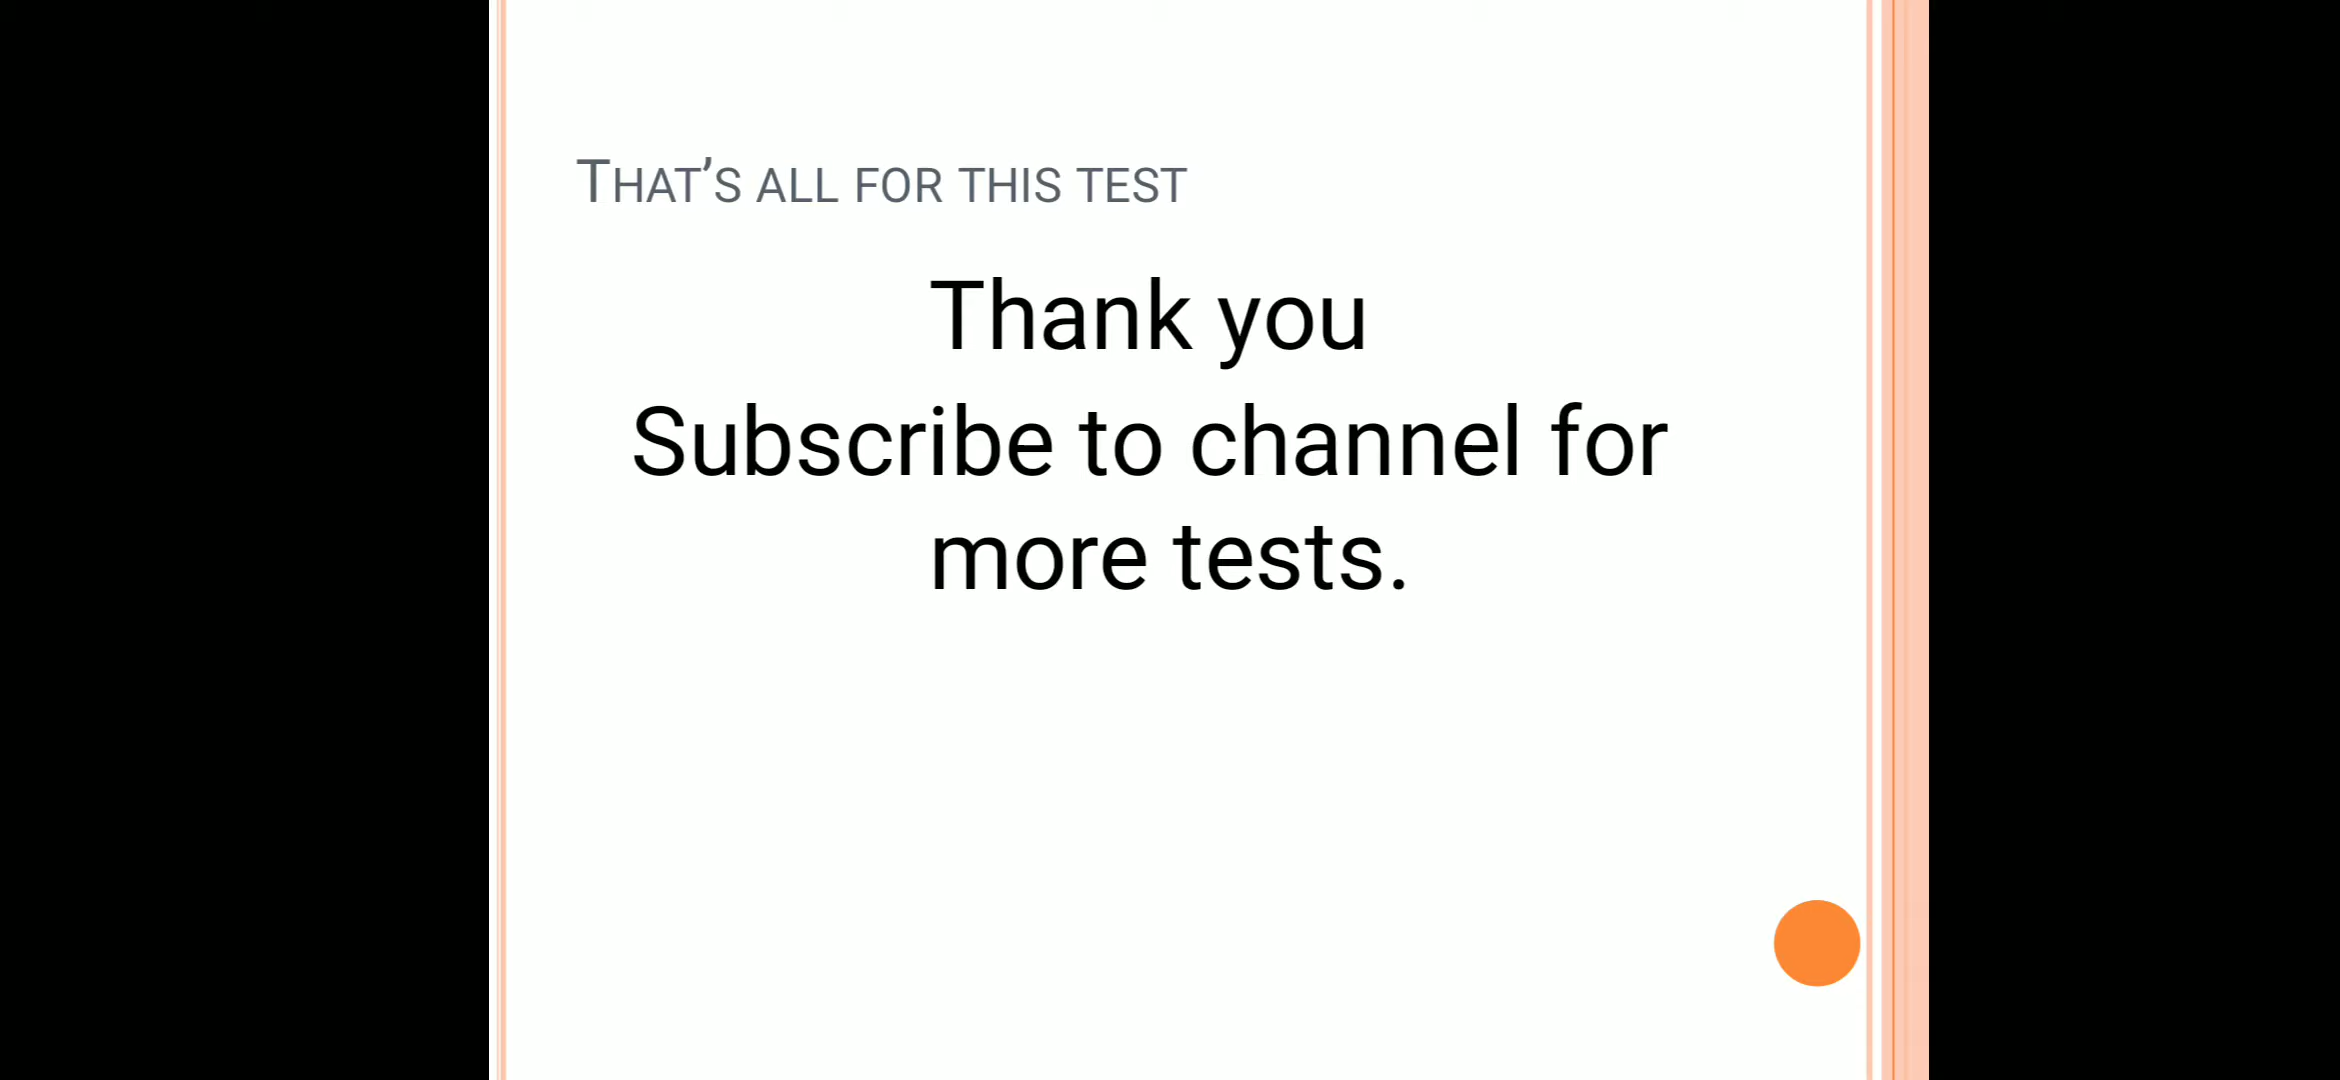 That's all for this test
Thank you
Subscribe to channel for
more tests.